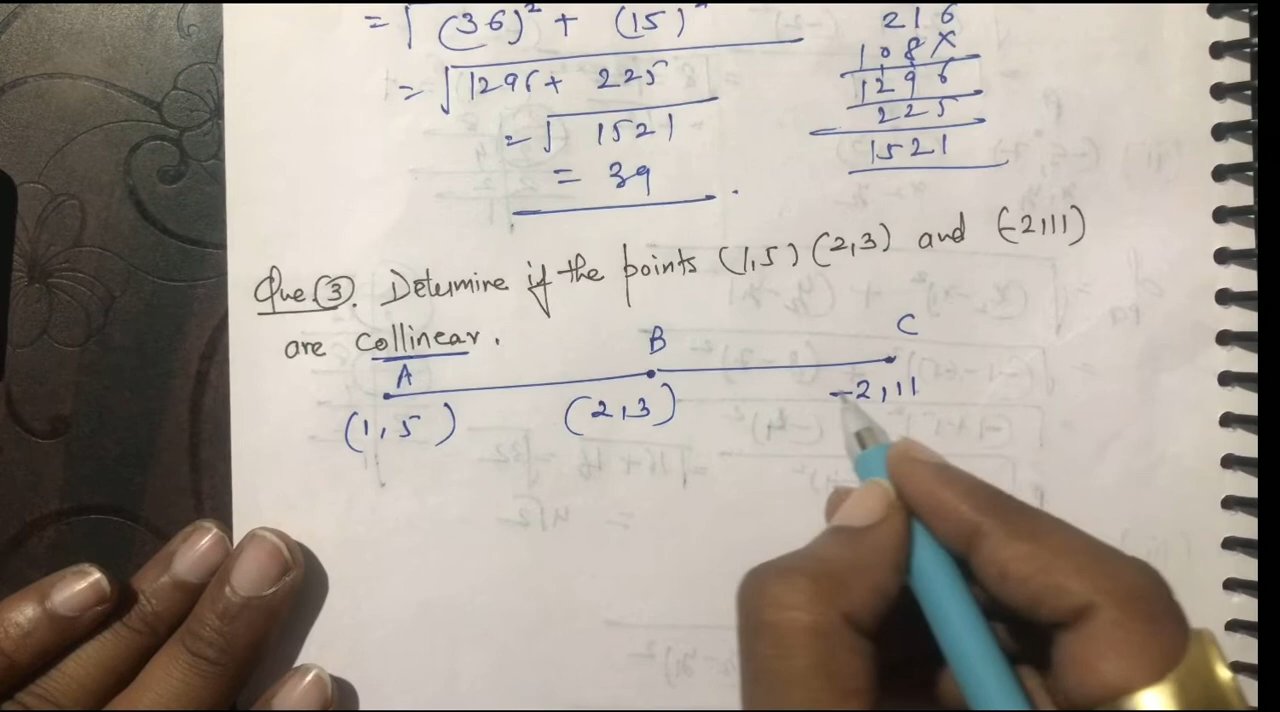 = √(36)² + (15)²
= √1296 + 225
= √1521
= 39
216
108×
1296
225
1521
Que.(3). Determine if the points (1,5) (2,3) and (-2,11)
are collinear.
A B C
(1,5) (2,3) -2,11